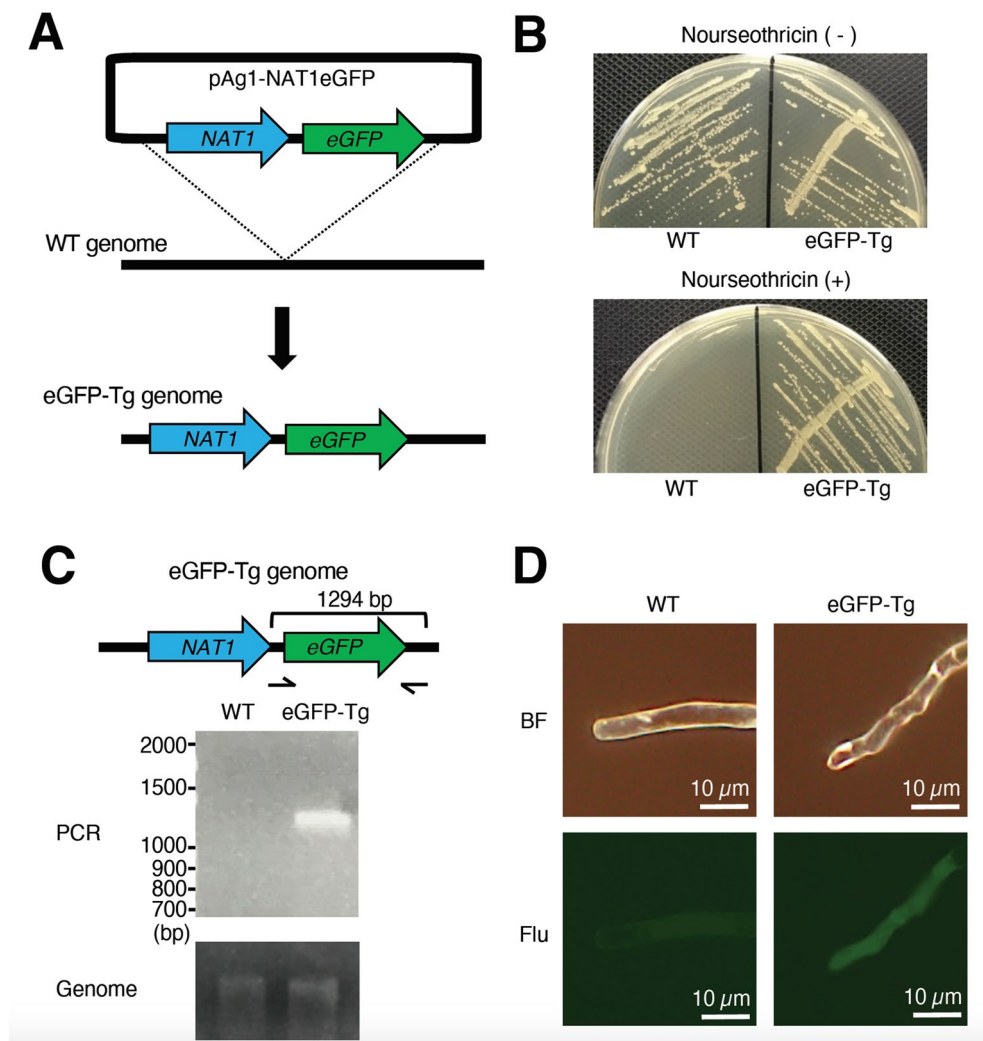 A
pAg1-NAT1eGFP
NAT1
eGFP
WT genome
eGFP-Tg genome
NAT1
eGFP
B
Nourseothricin ( - )
WT
eGFP-Tg
Nourseothricin (+)
WT
eGFP-Tg
C
eGFP-Tg genome
1294 bp
NAT1
eGFP
WT
eGFP-Tg
2000
1500
PCR
1000
900
800
700
(bp)
Genome
D
WT
eGFP-Tg
BF
10 µm
10 µm
Flu
10 µm
10 µm